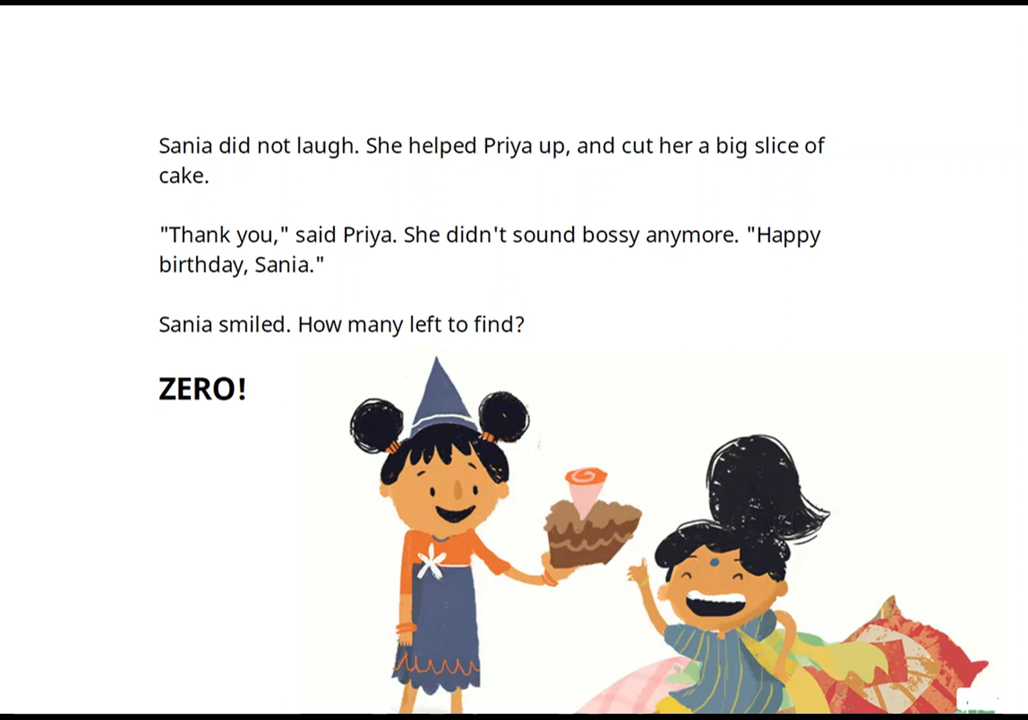 Sania did not laugh. She helped Priya up, and cut her a big slice of
cake.
"Thank you," said Priya. She didn't sound bossy anymore. "Happy
birthday, Sania."
Sania smiled. How many left to find?
ZERO!